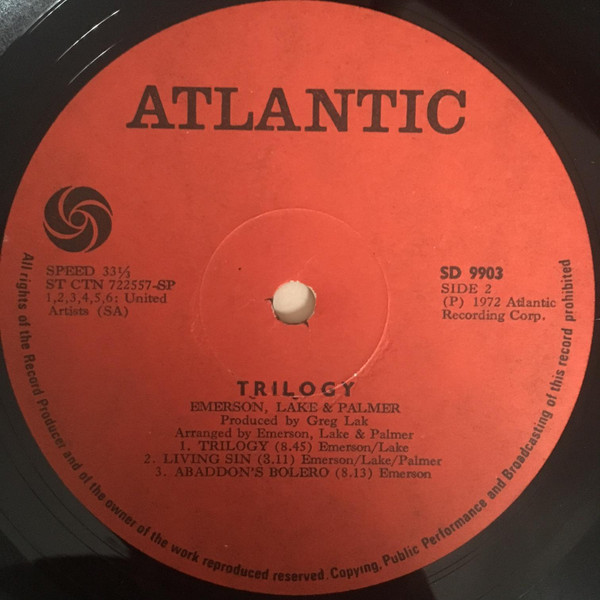 ATLANTIC
SPEED 33⅓
ST CTN 722557-SP
1,2,3,4,5,6: United
Artists (SA)
SD 9903
SIDE 2
(P) 1972 Atlantic
Recording Corp.
TRILOGY
EMERSON, LAKE & PALMER
Produced by Greg Lak
Arranged by Emerson, Lake & Palmer
1. TRILOGY (8.45) Emerson/Lake
2. LIVING SIN (3.11) Emerson/Lake/Palmer
3. ABADDON'S BOLERO (8.13) Emerson
All rights of the Record Producer and of the owner of the work reproduced reserved. Copying, Public Performance and Broadcasting of this record prohibited